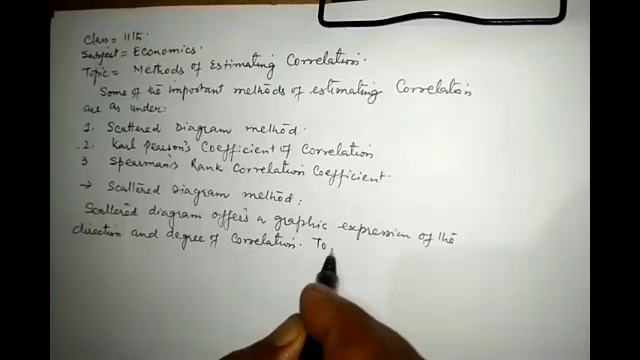 Class = 11th.
Subject = Economics.
Topic = Methods of Estimating Correlation.
Some of the important methods of estimating Correlation
are as under:
1. Scattered Diagram method.
2. Karl Pearson's Coefficient of Correlation
3 Spearman's Rank Correlation Coefficient.
→ Scattered Diagram method:
Scattered diagram offers a graphic expression of the
direction and degree of Correlation. To